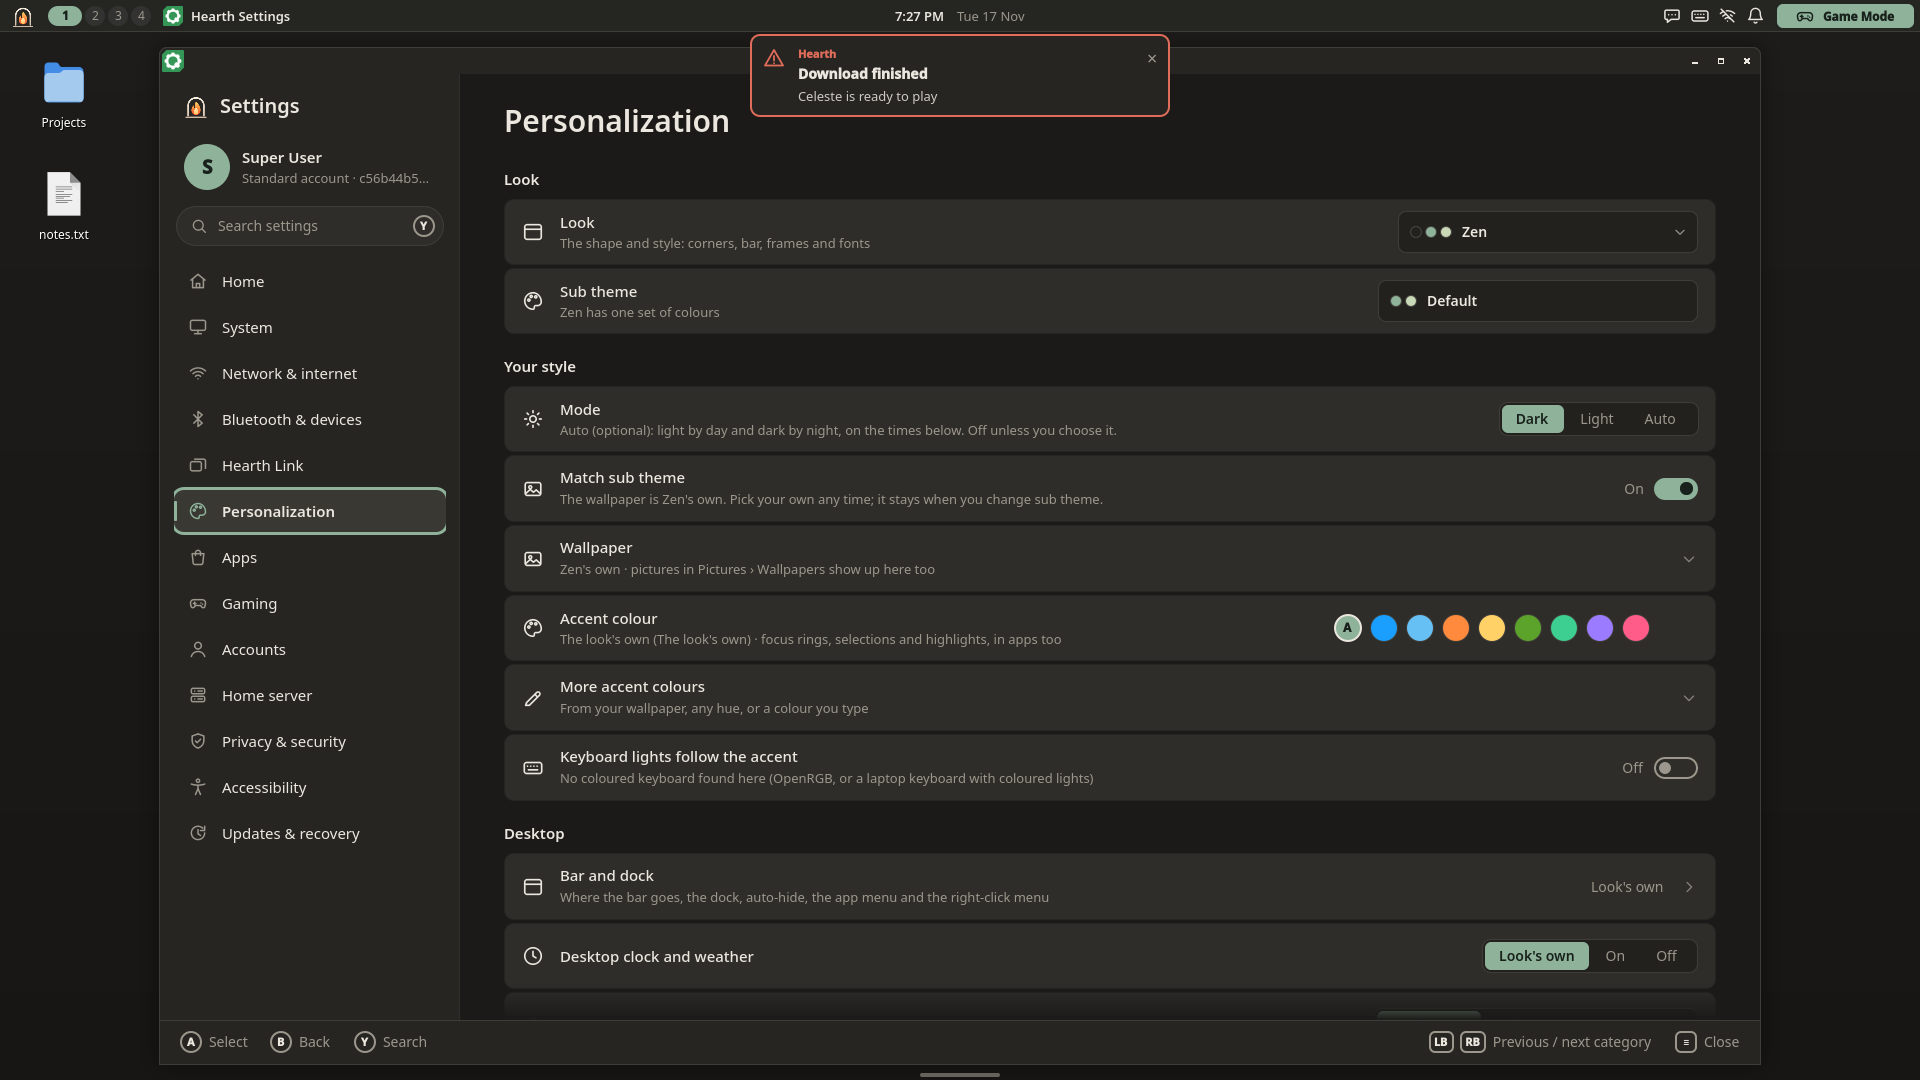 1 2 3 4 Hearth Settings 7:27 PM Tue 17 Nov Game Mode
Hearth
Download finished
Celeste is ready to play
Projects
notes.txt
Settings
S Super User
Standard account · c56b44b5...
Search settings Y
Home
System
Network & internet
Bluetooth & devices
Hearth Link
Personalization
Apps
Gaming
Accounts
Home server
Privacy & security
Accessibility
Updates & recovery
Personalization
Look
Look
The shape and style: corners, bar, frames and fonts
Zen
Sub theme
Zen has one set of colours
Default
Your style
Mode
Auto (optional): light by day and dark by night, on the times below. Off unless you choose it.
Dark Light Auto
Match sub theme
The wallpaper is Zen's own. Pick your own any time; it stays when you change sub theme.
On
Wallpaper
Zen's own · pictures in Pictures › Wallpapers show up here too
Accent colour
The look's own (The look's own) · focus rings, selections and highlights, in apps too
A
More accent colours
From your wallpaper, any hue, or a colour you type
Keyboard lights follow the accent
No coloured keyboard found here (OpenRGB, or a laptop keyboard with coloured lights)
Off
Desktop
Bar and dock
Where the bar goes, the dock, auto-hide, the app menu and the right-click menu
Look's own
Desktop clock and weather
Look's own On Off
A Select B Back Y Search LB RB Previous / next category Close